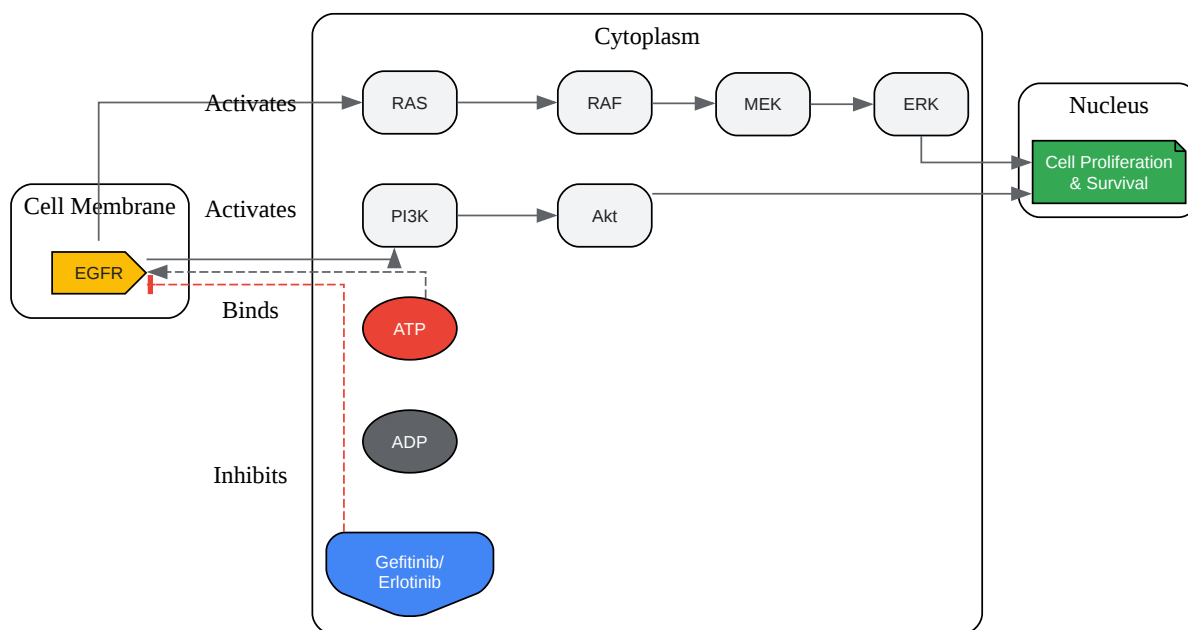 Cytoplasm
Activates
RAS
RAF
MEK
ERK
Nucleus
Cell Proliferation
& Survival
Cell Membrane
Activates
PI3K
Akt
EGFR
Binds
ATP
ADP
Inhibits
Gefitinib/
Erlotinib